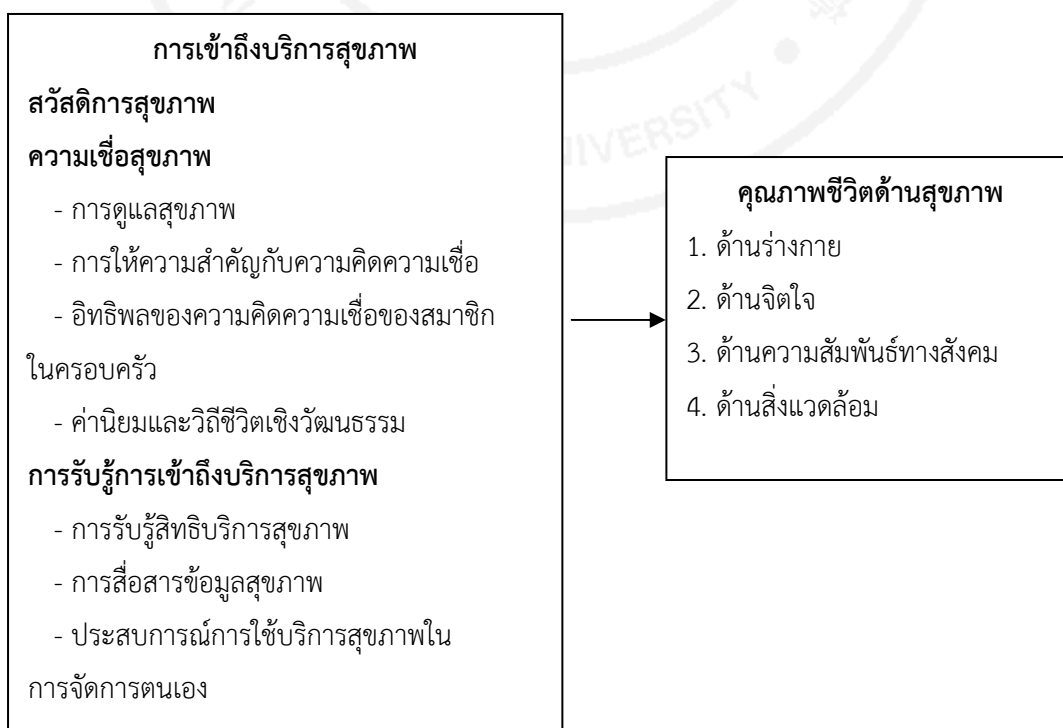 การเข้าถึงบริการสุขภาพ
สวัสดิการสุขภาพ
ความเชื่อสุขภาพ
- การดูแลสุขภาพ
- การให้ความสำคัญกับความคิดความเชื่อ
- อิทธิพลของความคิดความเชื่อของสมาชิก
ในครอบครัว
- ค่านิยมและวิถีชีวิตเชิงวัฒนธรรม
การรับรู้การเข้าถึงบริการสุขภาพ
- การรับรู้สิทธิบริการสุขภาพ
- การสื่อสารข้อมูลสุขภาพ
- ประสบการณ์การใช้บริการสุขภาพใน
การจัดการตนเอง
คุณภาพชีวิตด้านสุขภาพ
1. ด้านร่างกาย
2. ด้านจิตใจ
3. ด้านความสัมพันธ์ทางสังคม
4. ด้านสิ่งแวดล้อม